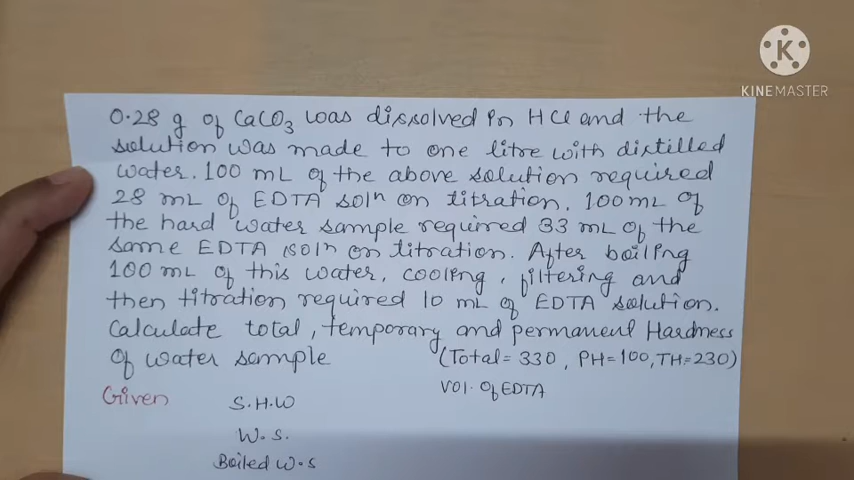 KINEMASTER
0.28 g of CaCO3 was dissolved in HCl and the
solution was made to one litre with distilled
water. 100 mL of the above solution required
28 mL of EDTA soln on titration. 100 mL of
the hard water sample required 33 mL of the
same EDTA soln on titration. After boiling
100 mL of this water, cooling, filtering and
then titration required 10 mL of EDTA solution.
Calculate total, temporary and permanent Hardness
of water sample (Total = 330, PH=100, TH=230)
Given S.H.W Vol. of EDTA
W.S.
Boiled W.S